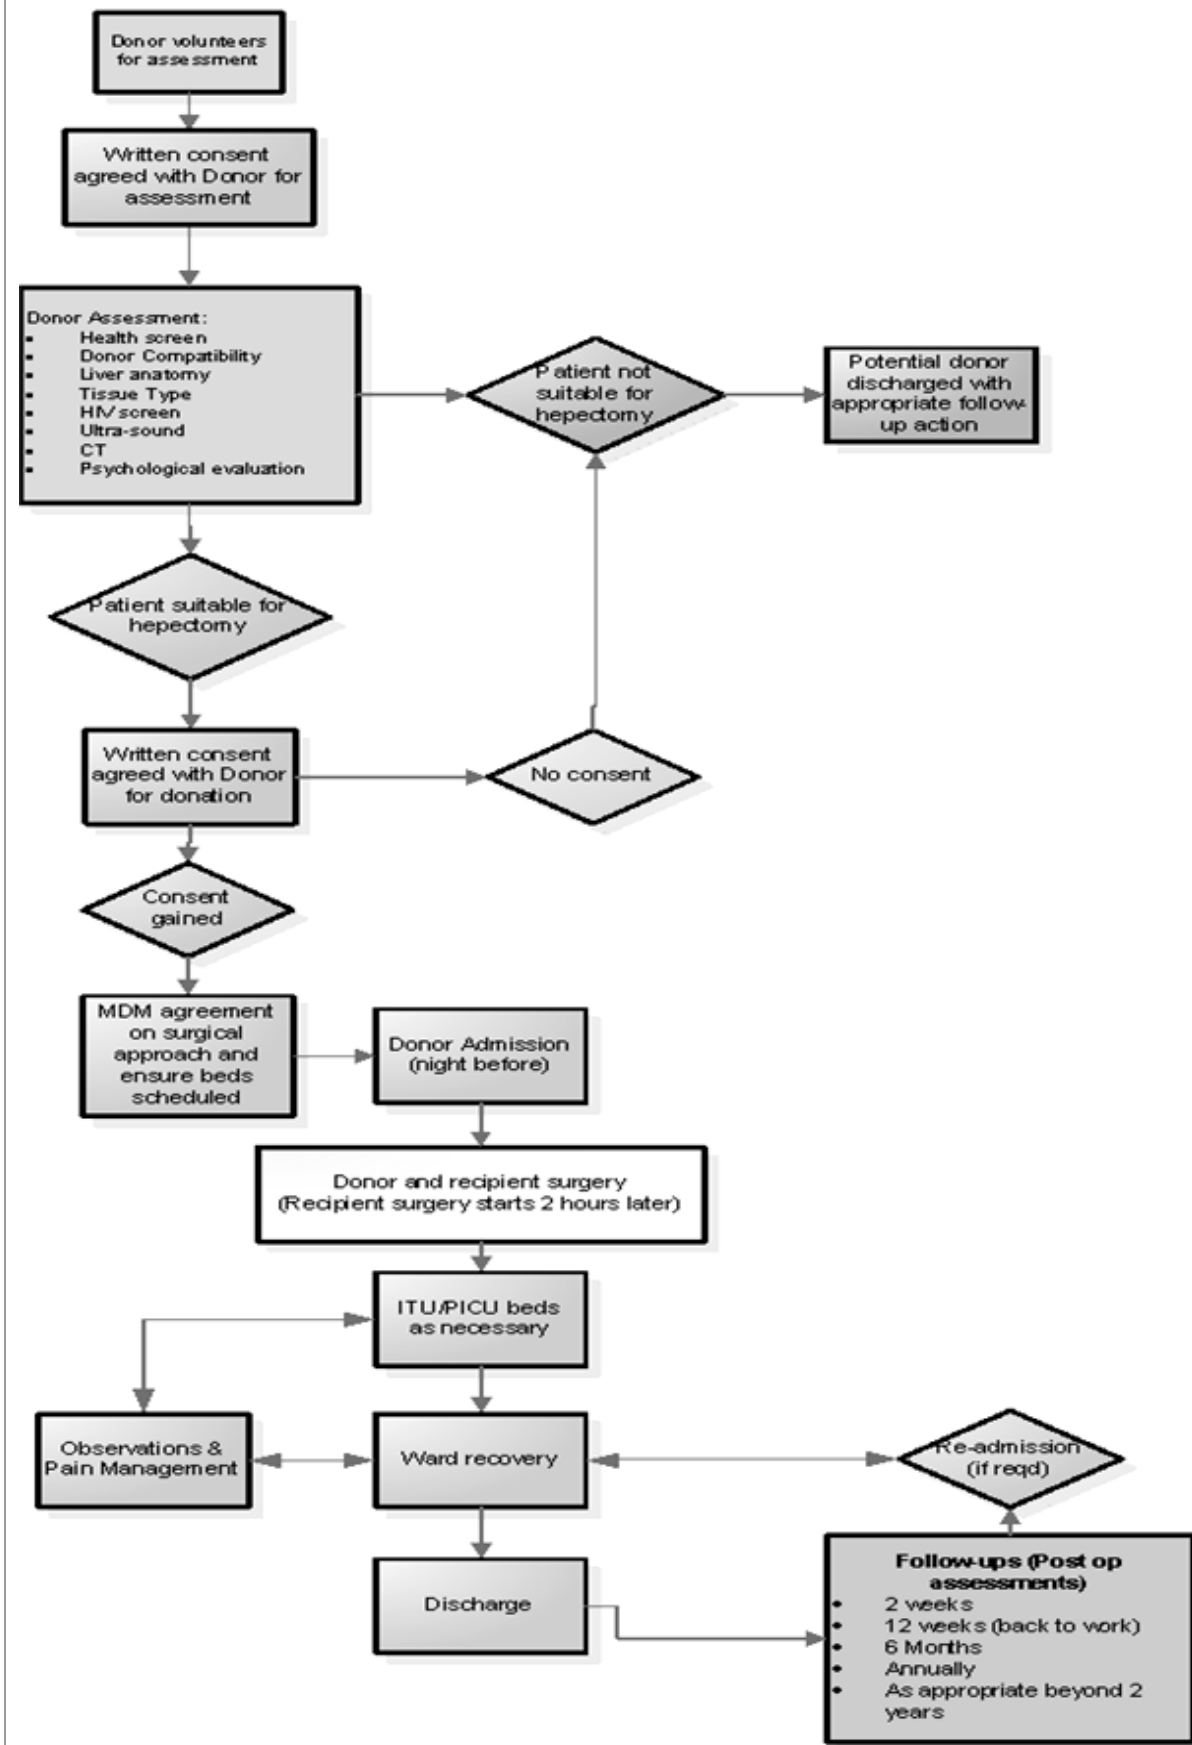 Donor volunteers
for assessment
Written consent
agreed with Donor for
assessment
Donor Assessment:
▪ Health screen
▪ Donor Compatibility
▪ Liver anatomy
▪ Tissue Type
▪ HIV screen
▪ Ultra-sound
▪ CT
▪ Psychological evaluation
Patient not
suitable for
hepectomy
Potential donor
discharged with
appropriate follow-
up action
Patient suitable for
hepectomy
Written consent
agreed with Donor
for donation
No consent
Consent
gained
MDM agreement
on surgical
approach and
ensure beds
scheduled
Donor Admission
(night before)
Donor and recipient surgery
(Recipient surgery starts 2 hours later)
ITU/PICU beds
as necessary
Observations &
Pain Management
Ward recovery
Re-admission
(if reqd)
Discharge
Follow-ups (Post op
assessments)
• 2 weeks
• 12 weeks (back to work)
• 6 Months
• Annually
• As appropriate beyond 2
years